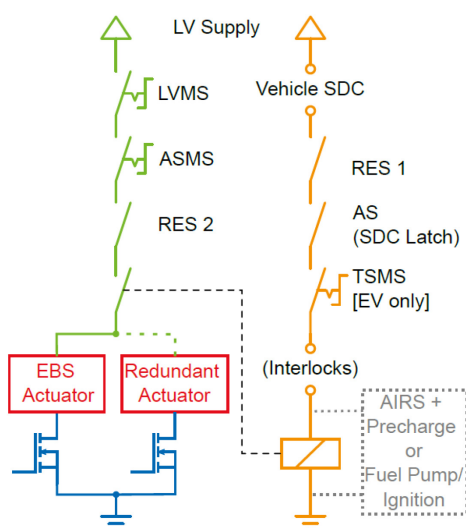 LV Supply
LVMS
Vehicle SDC
ASMS
RES 1
RES 2
AS
(SDC Latch)
TSMS
[EV only]
EBS
Actuator
Redundant
Actuator
(Interlocks)
AIRS +
Precharge
or
Fuel Pump/
Ignition